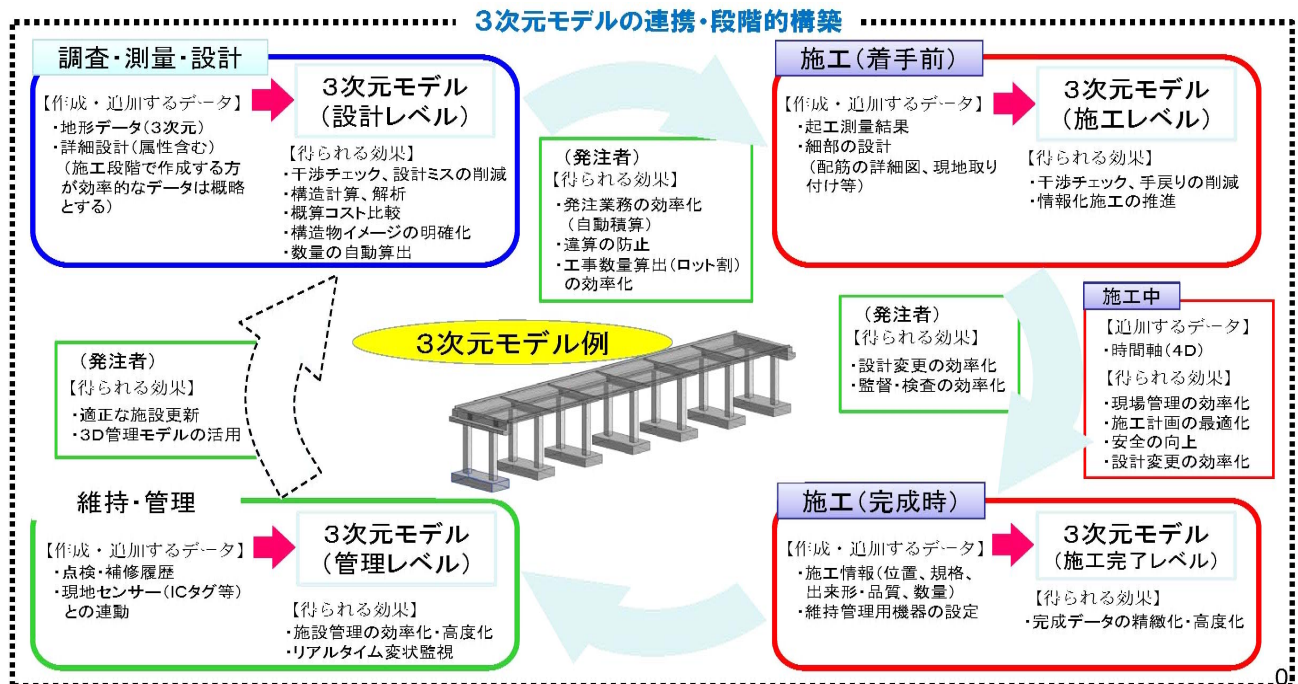 3次元モデルの連携・段階的構築
調査・測量・設計
【作成・追加するデータ】
・地形データ(3次元)
・詳細設計(属性含む)
(施工段階で作成する方
が効率的なデータは概略
とする)
3次元モデル
(設計レベル)
【得られる効果】
・干渉チェック、設計ミスの削減
・構造計算、解析
・概算コスト比較
・構造物イメージの明確化
・数量の自動算出
(発注者)
【得られる効果】
・発注業務の効率化
(自動積算)
・違算の防止
・工事数量算出(ロット割)
の効率化
施工(着手前)
【作成・追加するデータ】
・起工測量結果
・細部の設計
(配筋の詳細図、現地取り
付け等)
3次元モデル
(施工レベル)
【得られる効果】
・干渉チェック、手戻りの削減
・情報化施工の推進
(発注者)
【得られる効果】
・設計変更の効率化
・監督・検査の効率化
施工中
【追加するデータ】
・時間軸(4D)
【得られる効果】
・現場管理の効率化
・施工計画の最適化
・安全の向上
・設計変更の効率化
3次元モデル例
(発注者)
【得られる効果】
・適正な施設更新
・3D管理モデルの活用
維持・管理
【作成・追加するデータ】
・点検・補修履歴
・現地センサー(ICタグ等)
との連動
3次元モデル
(管理レベル)
【得られる効果】
・施設管理の効率化・高度化
・リアルタイム変状監視
施工(完成時)
【作成・追加するデータ】
・施工情報(位置、規格、
出来形・品質、数量)
・維持管理用機器の設定
3次元モデル
(施工完了レベル)
【得られる効果】
・完成データの精緻化・高度化
0